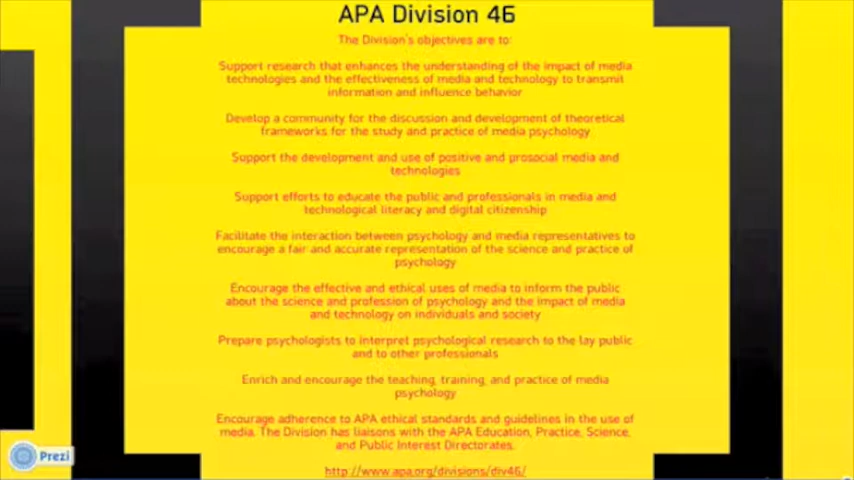 APA Division 46
The Division's objectives are to:
Support research that enhances the understanding of the impact of media
technologies and the effectiveness of media and technology to transmit
information and influence behavior
Develop a community for the discussion and development of theoretical
frameworks for the study and practice of media psychology
Support the development and use of positive and prosocial media and
technologies
Support efforts to educate the public and professionals in media and
technological literacy and digital citizenship
Facilitate the interaction between psychology and media representatives to
encourage a fair and accurate representation of the science and practice of
psychology
Encourage the effective and ethical uses of media to inform the public
about the science and profession of psychology and the impact of media
and technology on individuals and society
Prepare psychologists to interpret psychological research to the lay public
and to other professionals
Enrich and encourage the teaching, training, and practice of media
psychology
Encourage adherence to APA ethical standards and guidelines in the use of
media. The Division has liaisons with the APA Education, Practice, Science,
and Public Interest Directorates.
http://www.apa.org/divisions/div46/
Prezi